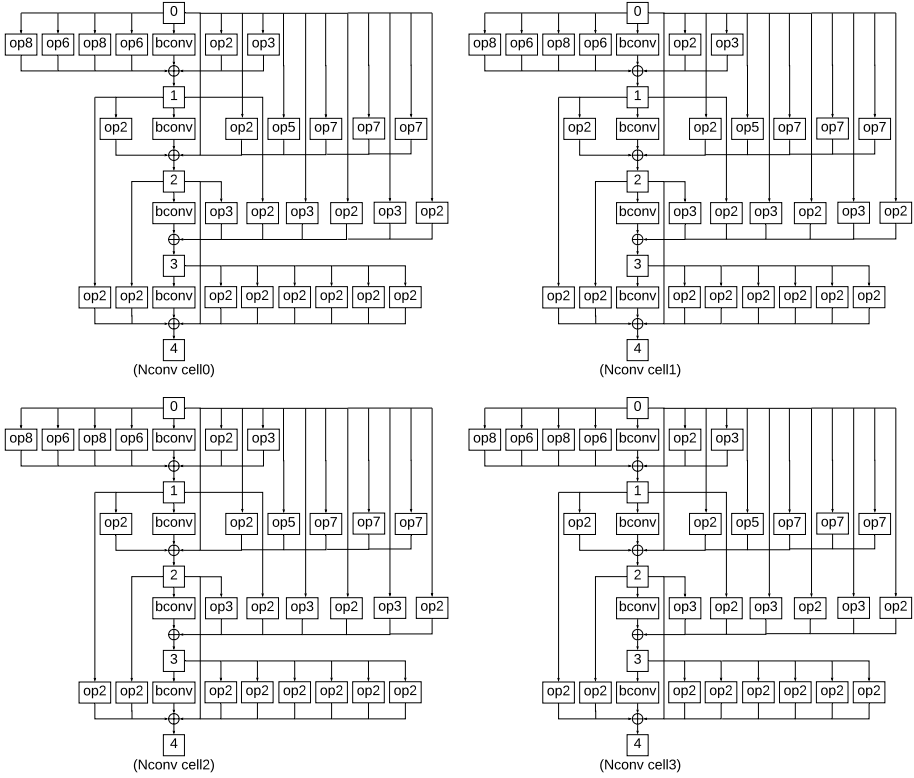 0 0
op8 op6 op8 op6 bconv op2 op3 op8 op6 op8 op6 bconv op2 op3
1 1
op2 bconv op2 op5 op7 op7 op7 op2 bconv op2 op5 op7 op7 op7
2 2
bconv op3 op2 op3 op2 op3 op2 bconv op3 op2 op3 op2 op3 op2
3 3
op2 op2 bconv op2 op2 op2 op2 op2 op2 op2 op2 bconv op2 op2 op2 op2 op2 op2
4 4
(Nconv cell0) (Nconv cell1)
0 0
op8 op6 op8 op6 bconv op2 op3 op8 op6 op8 op6 bconv op2 op3
1 1
op2 bconv op2 op5 op7 op7 op7 op2 bconv op2 op5 op7 op7 op7
2 2
bconv op3 op2 op3 op2 op3 op2 bconv op3 op2 op3 op2 op3 op2
3 3
op2 op2 bconv op2 op2 op2 op2 op2 op2 op2 op2 bconv op2 op2 op2 op2 op2 op2
4 4
(Nconv cell2) (Nconv cell3)